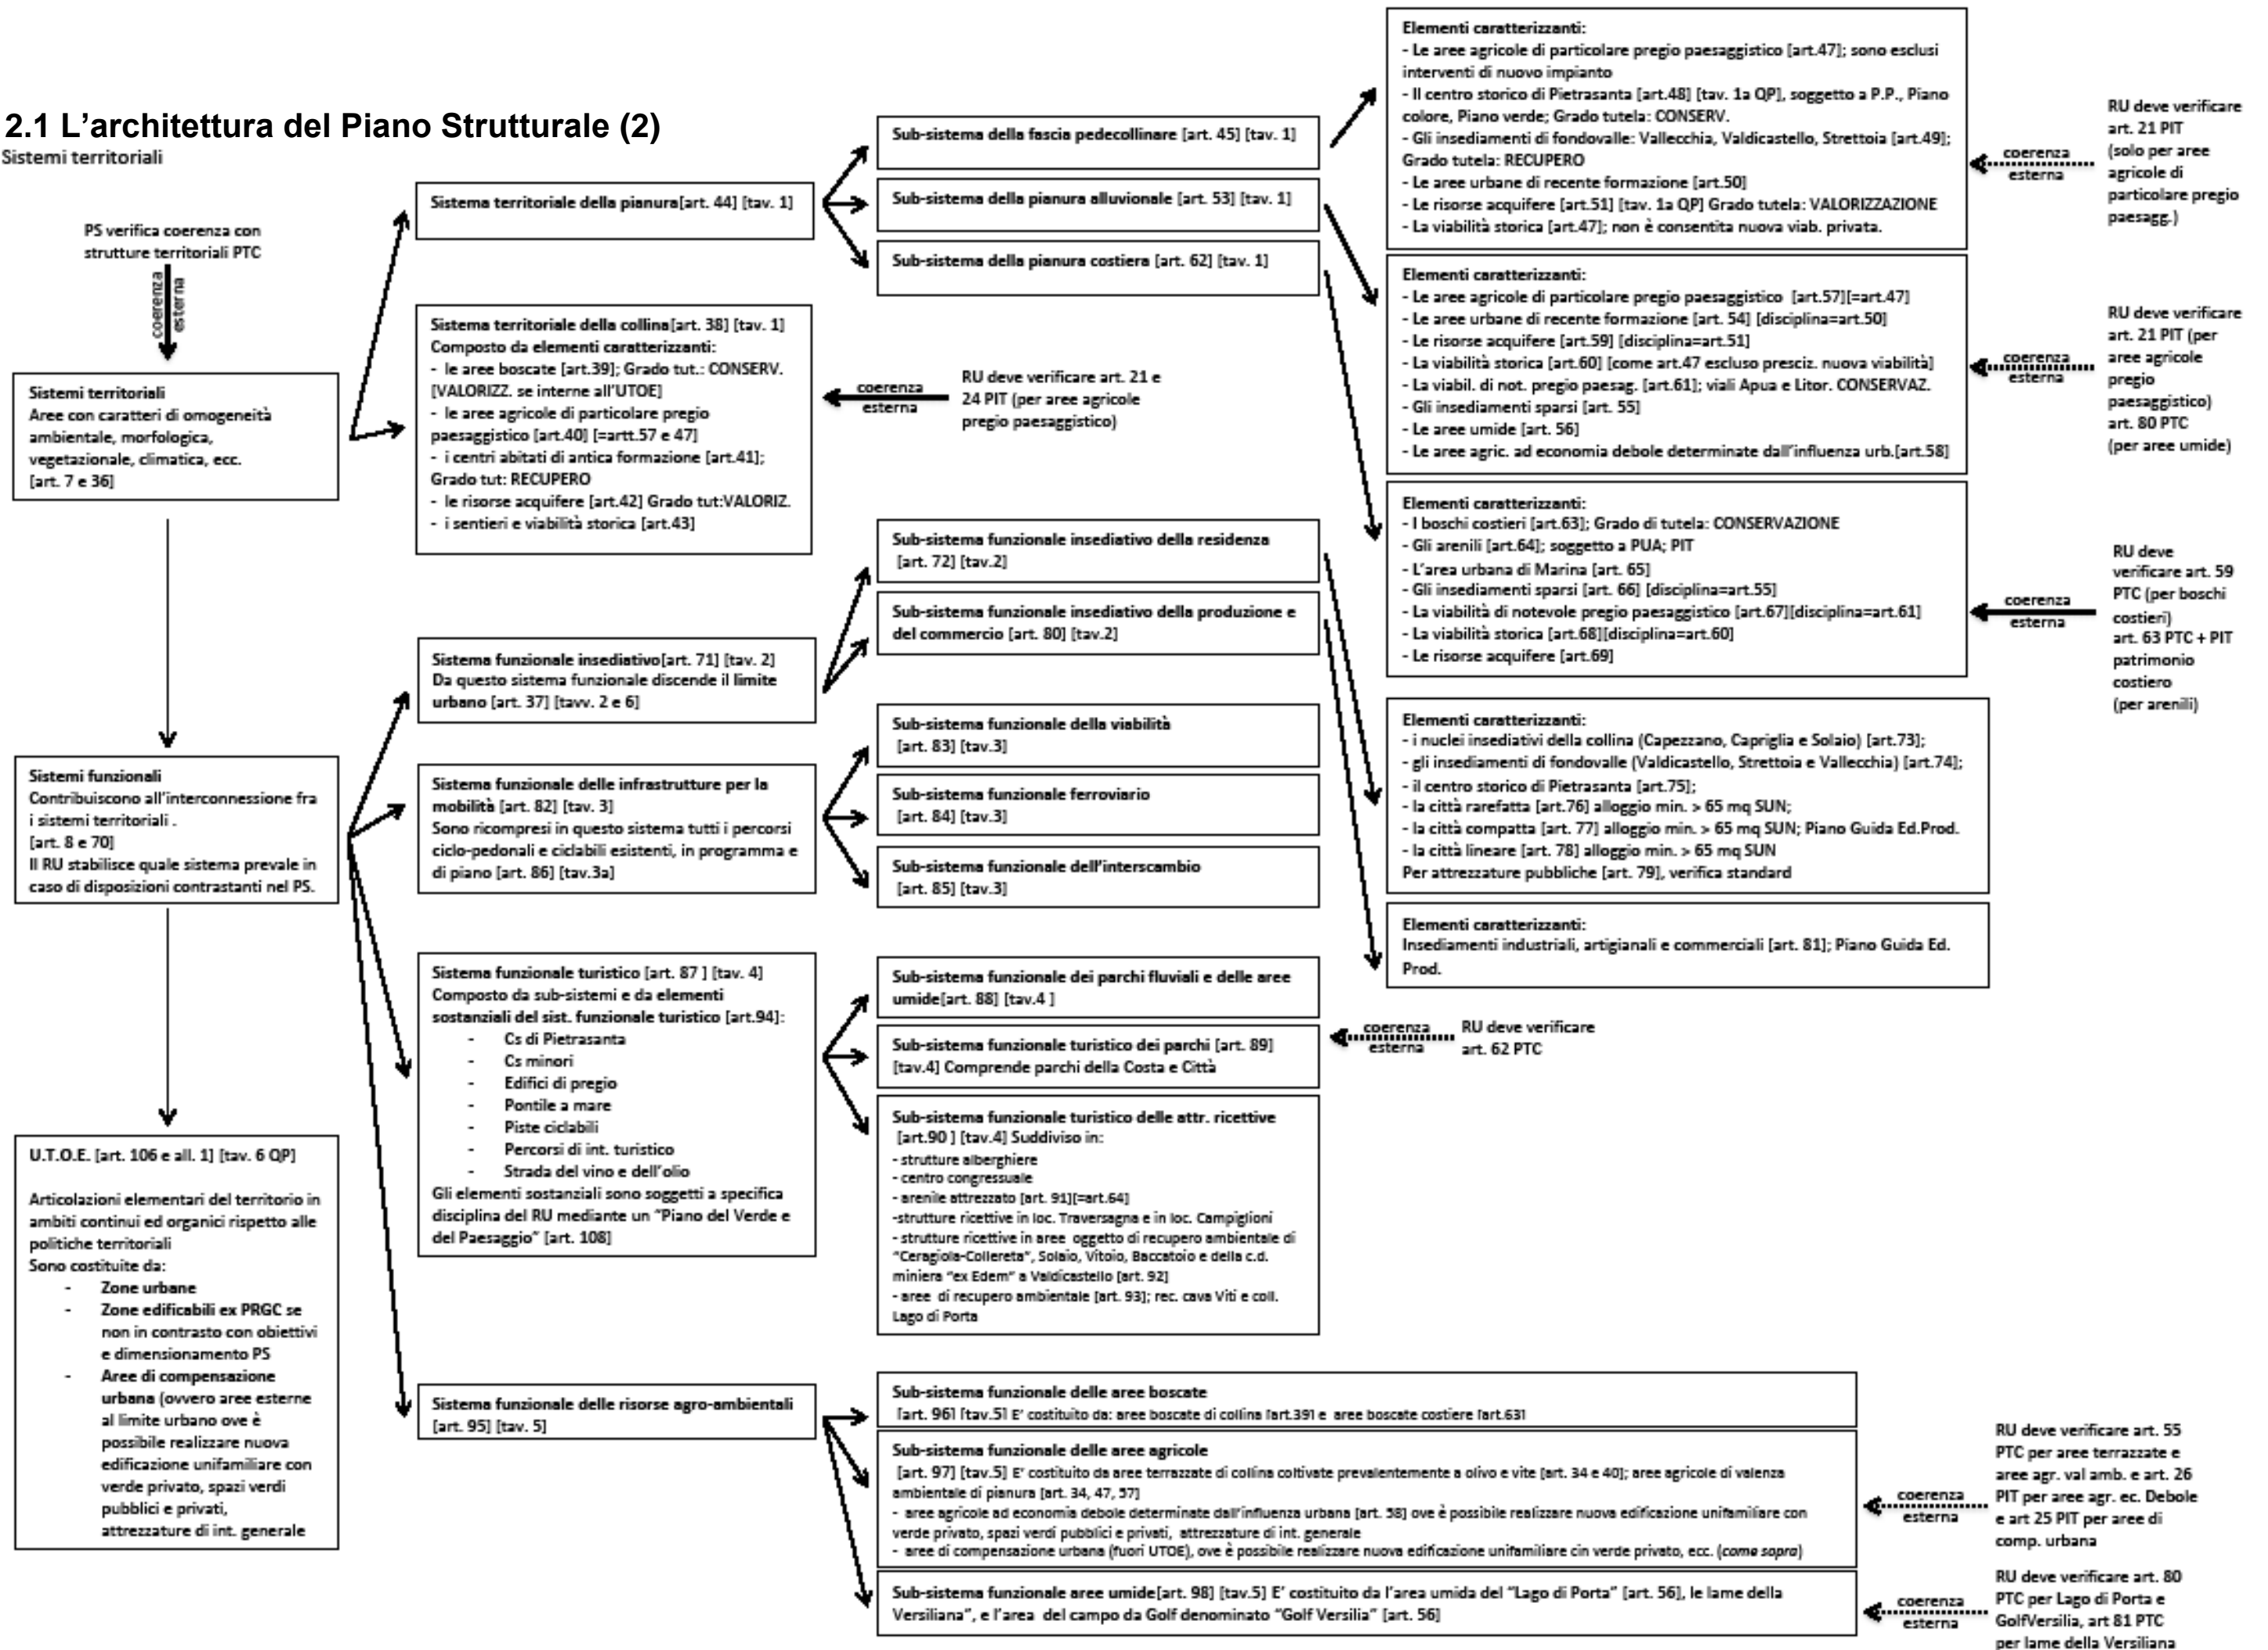 2.1 L'architettura del Piano Strutturale (2)
Sistemi territoriali
PS verifica coerenza con
strutture territoriali PTC
coerenza
esterna
Sistemi territoriali
Aree con caratteri di omogeneità
ambientale, morfologica,
vegetazionale, climatica, ecc.
[art. 7 e 36]
Sistemi funzionali
Contribuiscono all'interconnessione fra
i sistemi territoriali .
[art. 8 e 70]
Il RU stabilisce quale sistema prevale in
caso di disposizioni contrastanti nel PS.
U.T.O.E. [art. 106 e all. 1] [tav. 6 QP]
Articolazioni elementari del territorio in
ambiti continui ed organici rispetto alle
politiche territoriali
Sono costituite da:
- Zone urbane
- Zone edificabili ex PRGC se
non in contrasto con obiettivi
e dimensionamento PS
- Aree di compensazione
urbana (ovvero aree esterne
al limite urbano ove è
possibile realizzare nuova
edificazione unifamiliare con
verde privato, spazi verdi
pubblici e privati,
attrezzature di int. generale
Sistema territoriale della pianura[art. 44] [tav. 1]
Sistema territoriale della collina[art. 38] [tav. 1]
Composto da elementi caratterizzanti:
- le aree boscate [art.39]; Grado tut.: CONSERV.
[VALORIZZ. se interne all'UTOE]
- le aree agricole di particolare pregio
paesaggistico [art.40] [=artt.57 e 47]
- i centri abitati di antica formazione [art.41];
Grado tut: RECUPERO
- le risorse acquifere [art.42] Grado tut:VALORIZ.
- i sentieri e viabilità storica [art.43]
coerenza
esterna
RU deve verificare art. 21 e
24 PIT (per aree agricole
pregio paesaggistico)
Sistema funzionale insediativo[art. 71] [tav. 2]
Da questo sistema funzionale discende il limite
urbano [art. 37] [tavv. 2 e 6]
Sistema funzionale delle infrastrutture per la
mobilità [art. 82] [tav. 3]
Sono ricompresi in questo sistema tutti i percorsi
ciclo-pedonali e ciclabili esistenti, in programma e
di piano [art. 86] [tav.3a]
Sistema funzionale turistico [art. 87 ] [tav. 4]
Composto da sub-sistemi e da elementi
sostanziali del sist. funzionale turistico [art.94]:
- Cs di Pietrasanta
- Cs minori
- Edifici di pregio
- Pontile a mare
- Piste ciclabili
- Percorsi di int. turistico
- Strada del vino e dell'olio
Gli elementi sostanziali sono soggetti a specifica
disciplina del RU mediante un "Piano del Verde e
del Paesaggio" [art. 108]
Sistema funzionale delle risorse agro-ambientali
[art. 95] [tav. 5]
Sub-sistema della fascia pedecollinare [art. 45] [tav. 1]
Sub-sistema della pianura alluvionale [art. 53] [tav. 1]
Sub-sistema della pianura costiera [art. 62] [tav. 1]
Sub-sistema funzionale insediativo della residenza
[art. 72] [tav.2]
Sub-sistema funzionale insediativo della produzione e
del commercio [art. 80] [tav.2]
Sub-sistema funzionale della viabilità
[art. 83] [tav.3]
Sub-sistema funzionale ferroviario
[art. 84] [tav.3]
Sub-sistema funzionale dell'interscambio
[art. 85] [tav.3]
Sub-sistema funzionale dei parchi fluviali e delle aree
umide[art. 88] [tav.4 ]
Sub-sistema funzionale turistico dei parchi [art. 89]
[tav.4] Comprende parchi della Costa e Città
coerenza
esterna
RU deve verificare
art. 62 PTC
Sub-sistema funzionale turistico delle attr. ricettive
[art.90 ] [tav.4] Suddiviso in:
- strutture alberghiere
- centro congressuale
- arenile attrezzato [art. 91][=art.64]
-strutture ricettive in loc. Traversagna e in loc. Campiglioni
- strutture ricettive in aree oggetto di recupero ambientale di
"Ceragiola-Collereta", Solaio, Vitoio, Baccatoio e della c.d.
miniera "ex Edem" a Valdicastello [art. 92]
- aree di recupero ambientale [art. 93]; rec. cava Viti e coll.
Lago di Porta
Sub-sistema funzionale delle aree boscate
[art. 96] [tav.5] E' costituito da: aree boscate di collina [art.39] e aree boscate costiere [art.63]
Sub-sistema funzionale delle aree agricole
[art. 97] [tav.5] E' costituito da aree terrazzate di collina coltivate prevalentemente a olivo e vite [art. 34 e 40]; aree agricole di valenza
ambientale di pianura [art. 34, 47, 57]
- aree agricole ad economia debole determinate dall'influenza urbana [art. 58] ove è possibile realizzare nuova edificazione unifamiliare con
verde privato, spazi verdi pubblici e privati, attrezzature di int. generale
- aree di compensazione urbana (fuori UTOE), ove è possibile realizzare nuova edificazione unifamiliare cin verde privato, ecc. (come sopra)
Sub-sistema funzionale aree umide[art. 98] [tav.5] E' costituito da l'area umida del "Lago di Porta" [art. 56], le lame della
Versiliana", e l'area del campo da Golf denominato "Golf Versilia" [art. 56]
Elementi caratterizzanti:
- Le aree agricole di particolare pregio paesaggistico [art.47]; sono esclusi
interventi di nuovo impianto
- Il centro storico di Pietrasanta [art.48] [tav. 1a QP], soggetto a P.P., Piano
colore, Piano verde; Grado tutela: CONSERV.
- Gli insediamenti di fondovalle: Vallecchia, Valdicastello, Strettoia [art.49];
Grado tutela: RECUPERO
- Le aree urbane di recente formazione [art.50]
- Le risorse acquifere [art.51] [tav. 1a QP] Grado tutela: VALORIZZAZIONE
- La viabilità storica [art.47]; non è consentita nuova viab. privata.
coerenza
esterna
RU deve verificare
art. 21 PIT
(solo per aree
agricole di
particolare pregio
paesagg.)
Elementi caratterizzanti:
- Le aree agricole di particolare pregio paesaggistico [art.57][=art.47]
- Le aree urbane di recente formazione [art. 54] [disciplina=art.50]
- Le risorse acquifere [art.59] [disciplina=art.51]
- La viabilità storica [art.60] [come art.47 escluso presciz. nuova viabilità]
- La viabil. di not. pregio paesag. [art.61]; viali Apua e Litor. CONSERVAZ.
- Gli insediamenti sparsi [art. 55]
- Le aree umide [art. 56]
- Le aree agric. ad economia debole determinate dall'influenza urb.[art.58]
coerenza
esterna
RU deve verificare
art. 21 PIT (per
aree agricole
pregio
paesaggistico)
art. 80 PTC
(per aree umide)
Elementi caratterizzanti:
- I boschi costieri [art.63]; Grado di tutela: CONSERVAZIONE
- Gli arenili [art.64]; soggetto a PUA; PIT
- L'area urbana di Marina [art. 65]
- Gli insediamenti sparsi [art. 66] [disciplina=art.55]
- La viabilità di notevole pregio paesaggistico [art.67][disciplina=art.61]
- La viabilità storica [art.68][disciplina=art.60]
- Le risorse acquifere [art.69]
coerenza
esterna
RU deve
verificare art. 59
PTC (per boschi
costieri)
art. 63 PTC + PIT
patrimonio
costiero
(per arenili)
Elementi caratterizzanti:
- i nuclei insediativi della collina (Capezzano, Capriglia e Solaio) [art.73];
- gli insediamenti di fondovalle (Valdicastello, Strettoia e Vallecchia) [art.74];
- il centro storico di Pietrasanta [art.75];
- la città rarefatta [art.76] alloggio min. > 65 mq SUN;
- la città compatta [art. 77] alloggio min. > 65 mq SUN; Piano Guida Ed.Prod.
- la città lineare [art. 78] alloggio min. > 65 mq SUN
Per attrezzature pubbliche [art. 79], verifica standard
Elementi caratterizzanti:
Insediamenti industriali, artigianali e commerciali [art. 81]; Piano Guida Ed.
Prod.
coerenza
esterna
RU deve verificare art. 55
PTC per aree terrazzate e
aree agr. val amb. e art. 26
PIT per aree agr. ec. Debole
e art 25 PIT per aree di
comp. urbana
coerenza
esterna
RU deve verificare art. 80
PTC per Lago di Porta e
GolfVersilia, art 81 PTC
per lame della Versiliana